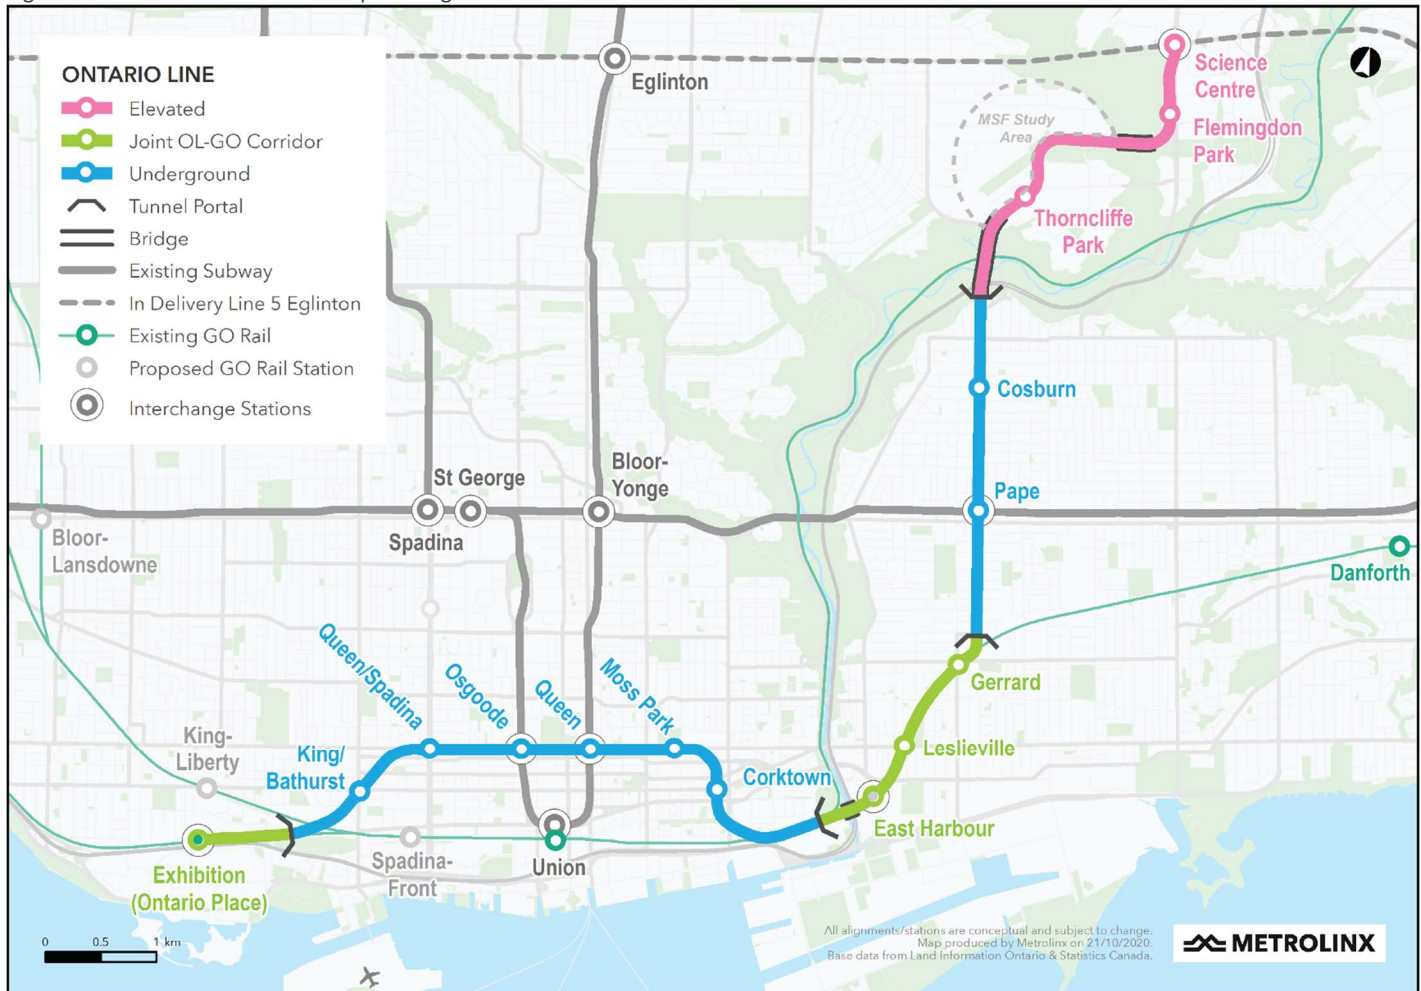 ONTARIO LINE
Elevated
Joint OL-GO Corridor
Underground
Tunnel Portal
Bridge
Existing Subway
In Delivery Line 5 Eglinton
Existing GO Rail
Proposed GO Rail Station
Interchange Stations
Eglinton
Science
Centre
MSF Study
Area
Flemingdon
Park
Thorncliffe
Park
Cosburn
Bloor-
Yonge
St George
Pape
Spadina
Bloor-
Lansdowne
Danforth
Queen/Spadina
Osgoode
Queen
Moss Park
Gerrard
King-
Liberty
King/
Bathurst
Leslieville
Corktown
East Harbour
Exhibition
(Ontario Place)
Spadina-
Front
Union
0 0.5 1 km
All alignments/stations are conceptual and subject to change.
Map produced by Metrolinx on 21/10/2020.
Base data from Land Information Ontario & Statistics Canada.
METROLINX